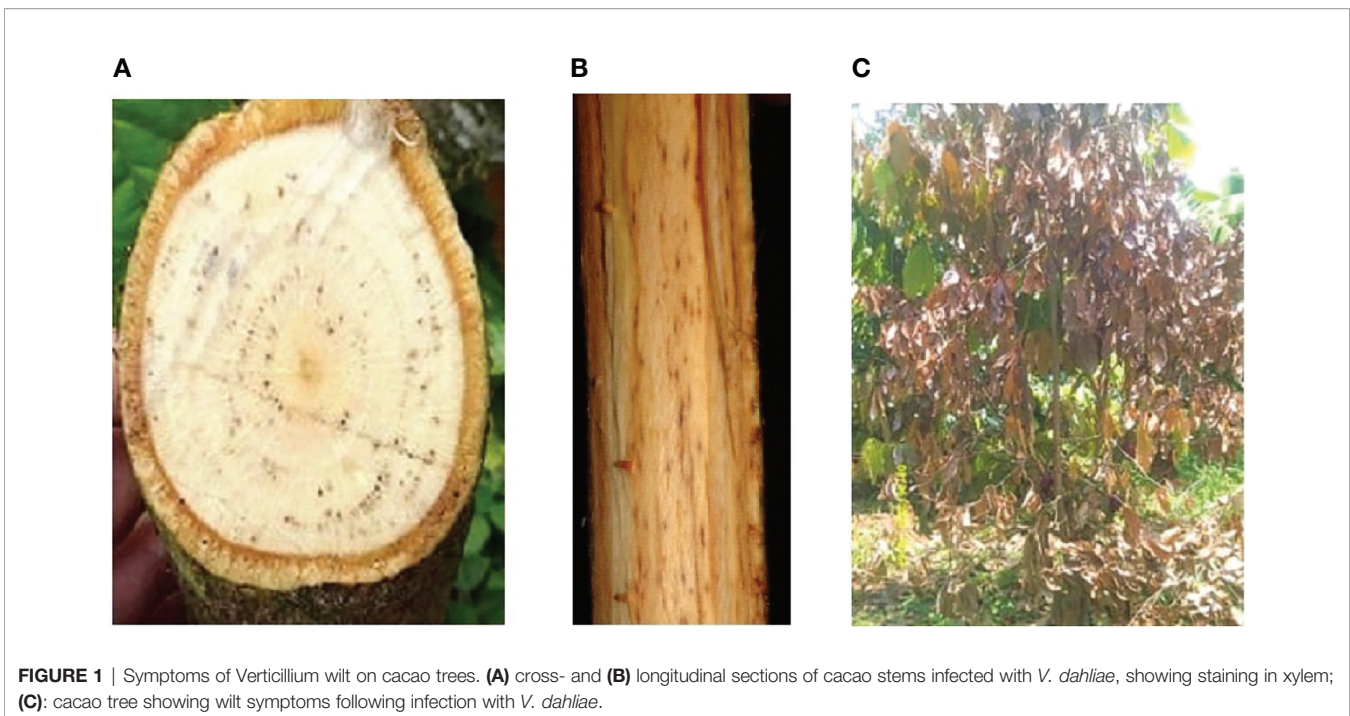 A
B
C
FIGURE 1 | Symptoms of Verticillium wilt on cacao trees. (A) cross- and (B) longitudinal sections of cacao stems infected with V. dahliae, showing staining in xylem;
(C): cacao tree showing wilt symptoms following infection with V. dahliae.